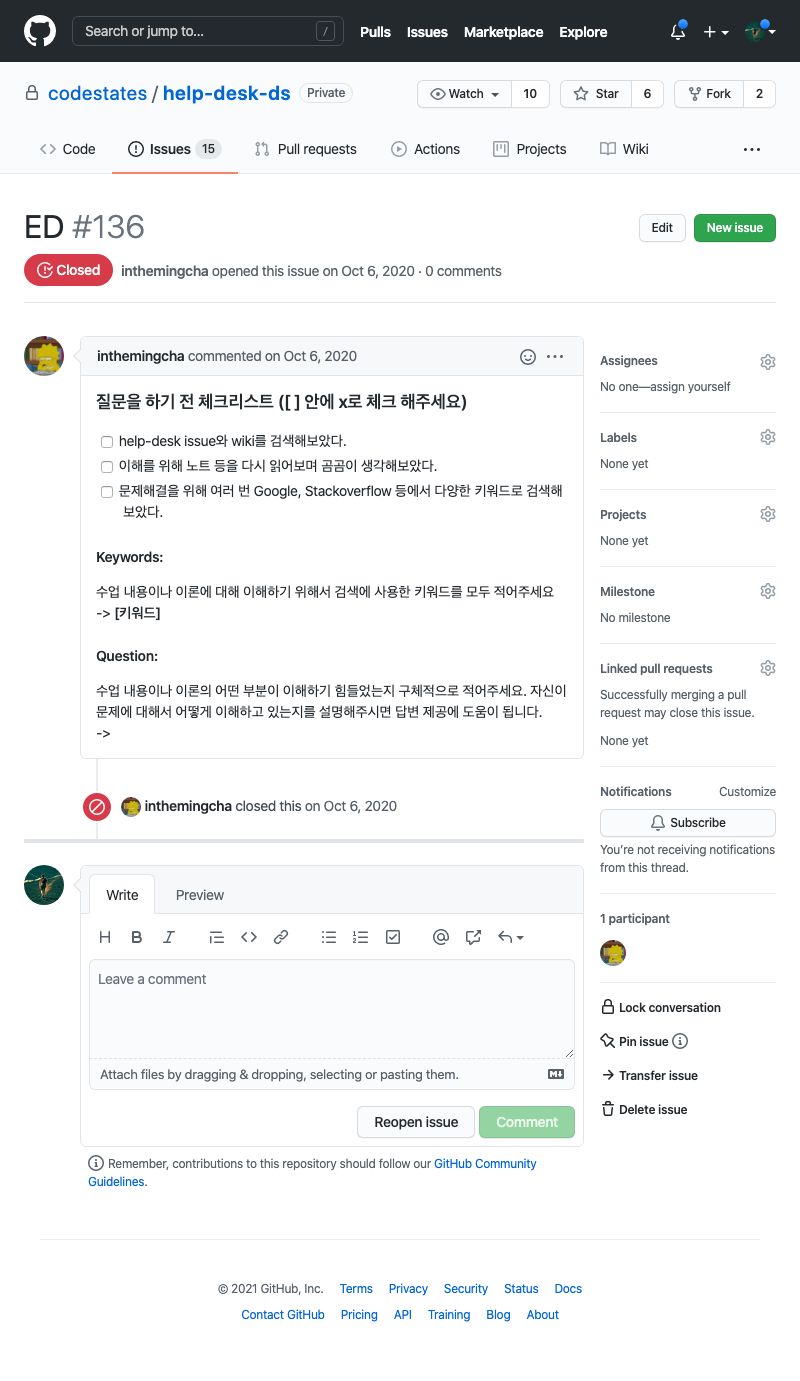 Search or jump to... /
Pulls Issues Marketplace Explore
codestates / help-desk-ds Private
Watch 10 Star 6 Fork 2
Code Issues 15 Pull requests Actions Projects Wiki
ED #136
Edit New issue
Closed inthemingcha opened this issue on Oct 6, 2020 · 0 comments
inthemingcha commented on Oct 6, 2020
질문을 하기 전 체크리스트 ([ ] 안에 x로 체크 해주세요)
help-desk issue와 wiki를 검색해보았다.
이해를 위해 노트 등을 다시 읽어보며 곰곰이 생각해보았다.
문제해결을 위해 여러 번 Google, Stackoverflow 등에서 다양한 키워드로 검색해
보았다.
Keywords:
수업 내용이나 이론에 대해 이해하기 위해서 검색에 사용한 키워드를 모두 적어주세요
-> [키워드]
Question:
수업 내용이나 이론의 어떤 부분이 이해하기 힘들었는지 구체적으로 적어주세요. 자신이
문제에 대해서 어떻게 이해하고 있는지를 설명해주시면 답변 제공에 도움이 됩니다.
->
inthemingcha closed this on Oct 6, 2020
Write Preview
Leave a comment
Attach files by dragging & dropping, selecting or pasting them.
Reopen issue Comment
Remember, contributions to this repository should follow our GitHub Community
Guidelines.
Assignees
No one—assign yourself
Labels
None yet
Projects
None yet
Milestone
No milestone
Linked pull requests
Successfully merging a pull
request may close this issue.
None yet
Notifications Customize
Subscribe
You're not receiving notifications
from this thread.
1 participant
Lock conversation
Pin issue
Transfer issue
Delete issue
© 2021 GitHub, Inc. Terms Privacy Security Status Docs
Contact GitHub Pricing API Training Blog About